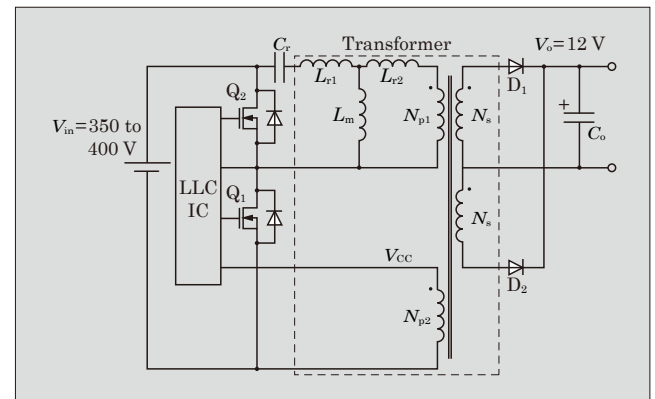 Transformer
Vo=12 V
Cr
Lr1
Lr2
D1
Q2
Lm
Np1
Ns
+
Co
Vin=350 to
400 V
LLC
IC
Q1
Ns
VCC
D2
Np2